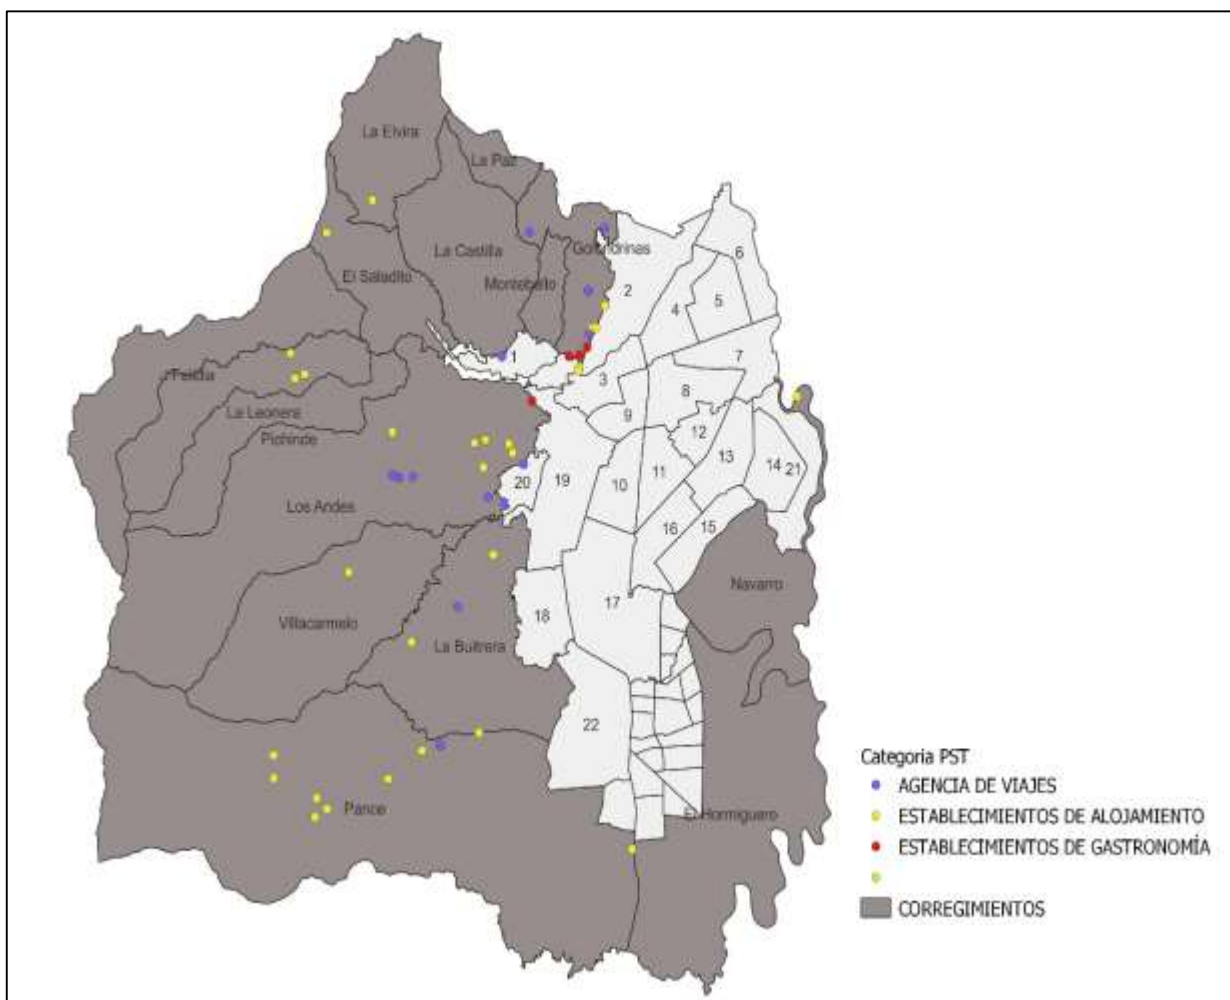 La Elvira
La Paz
6
La Castilla
Golondrinas
El Saladito
Montebello
2
5
4
1
7
Felidia
3
8
La Leonera
9
Pichinde
12
13
14
21
20
19
10
11
Los Andes
16
15
Navarro
17
18
Villacarmelo
La Buitrera
22
Categoria PST
AGENCIA DE VIAJES
Pance
El Hormiguero
ESTABLECIMIENTOS DE ALOJAMIENTO
ESTABLECIMIENTOS DE GASTRONOMÍA
CORREGIMIENTOS